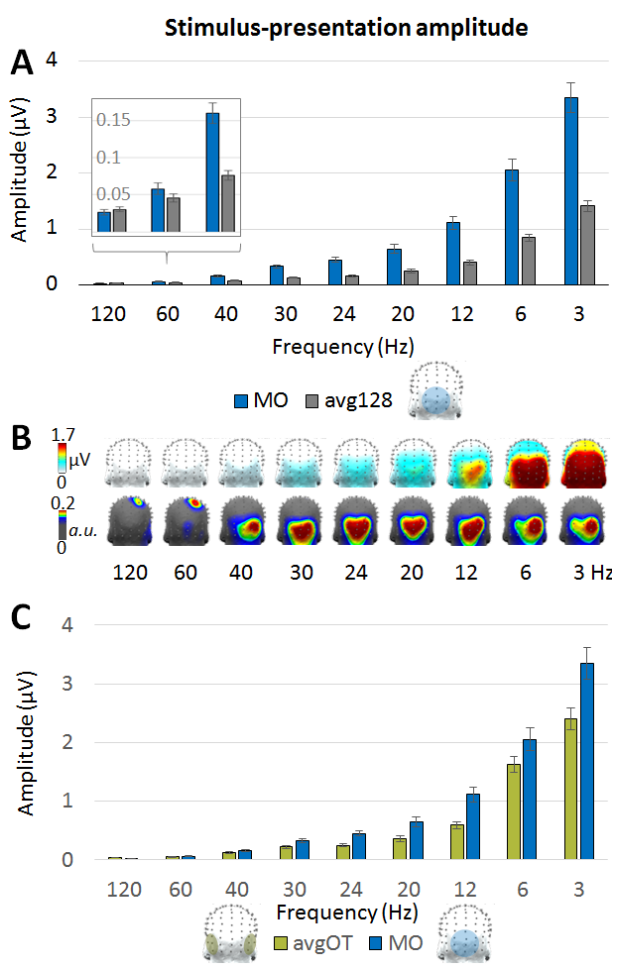 Stimulus-presentation amplitude
A
Amplitude (µV)
4
3
2
1
0
0.15
0.1
0.05
120 60 40 30 24 20 12 6 3
Frequency (Hz)
MO avg128
B
1.7
µV
0
0.2
a.u.
0
120 60 40 30 24 20 12 6 3 Hz
C
Amplitude (µV)
4
3
2
1
0
120 60 40 30 24 20 12 6 3
Frequency (Hz)
avgOT MO